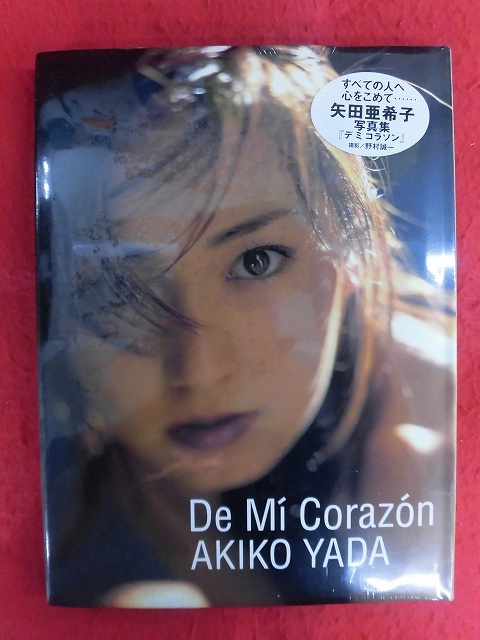 すべての人へ
心をこめて……
矢田亜希子
写真集
『デ ミ コラソン』
撮影／野村誠一
De Mí Corazón
AKIKO YADA